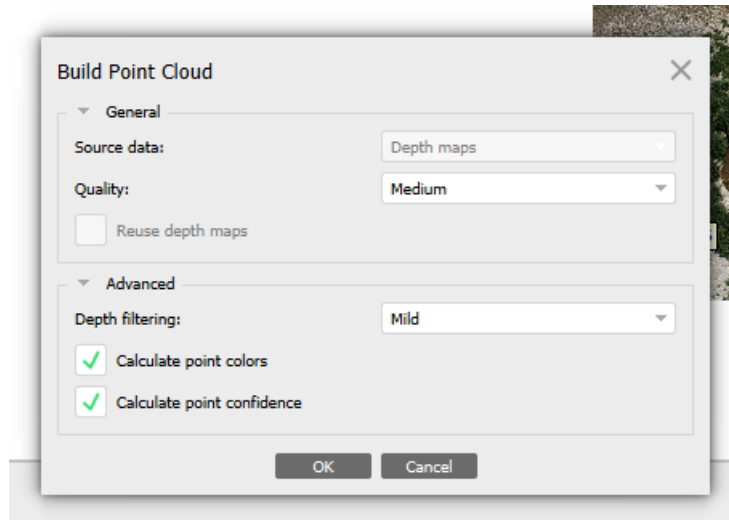 Build Point Cloud
General
Source data: Depth maps
Quality: Medium
Reuse depth maps
Advanced
Depth filtering: Mild
Calculate point colors
Calculate point confidence
OK Cancel